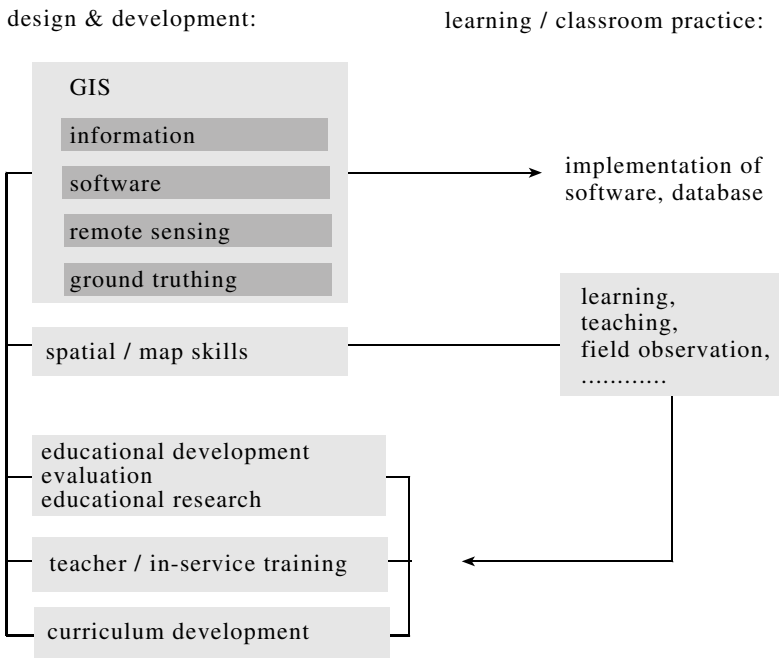 design & development:
learning / classroom practice:
GIS
information
software
remote sensing
ground truthing
implementation of
software, database
learning,
teaching,
field observation,
............
spatial / map skills
educational development
evaluation
educational research
teacher / in-service training
curriculum development